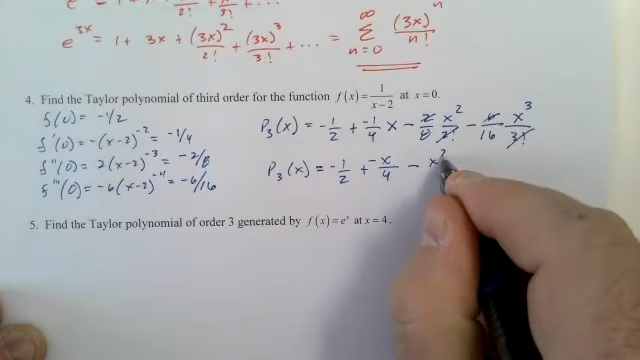 e = 1 + + 2! + 3! + ...
e^{3x} = 1 + 3x + (3x)^2/2! + (3x)^3/3! + ... = Σ_{n=0}^{∞} (3x)^n/n!
4. Find the Taylor polynomial of third order for the function f(x) = 1/(x-2) at x = 0.
f(0) = -1/2
f'(0) = -(x-2)^{-2} = -1/4
f''(0) = 2(x-2)^{-3} = -2/8
f'''(0) = -6(x-2)^{-4} = -6/16
P_3(x) = -1/2 + -1/4 x - 2/8 x^2/2! - 6/16 x^3/3!
P_3(x) = -1/2 + -x/4 - x^2
5. Find the Taylor polynomial of order 3 generated by f(x) = e^x at x = 4.